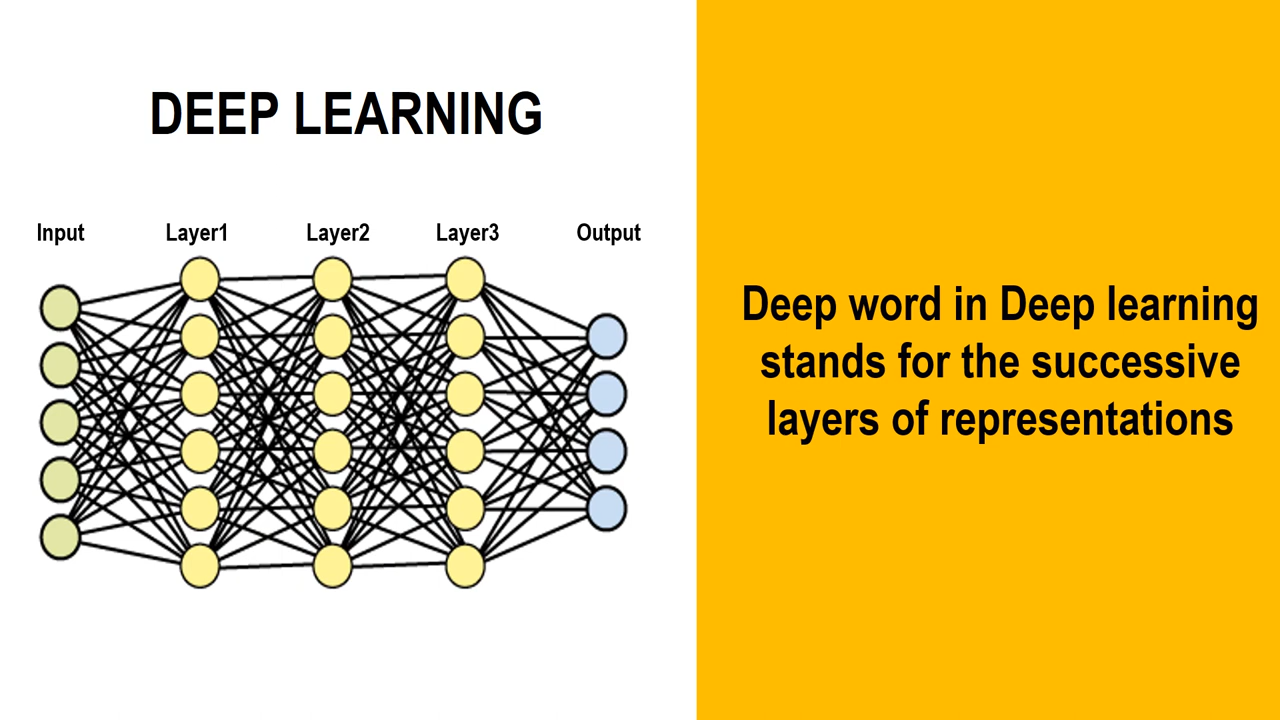 DEEP LEARNING
Input Layer1 Layer2 Layer3 Output
Deep word in Deep learning
stands for the successive
layers of representations